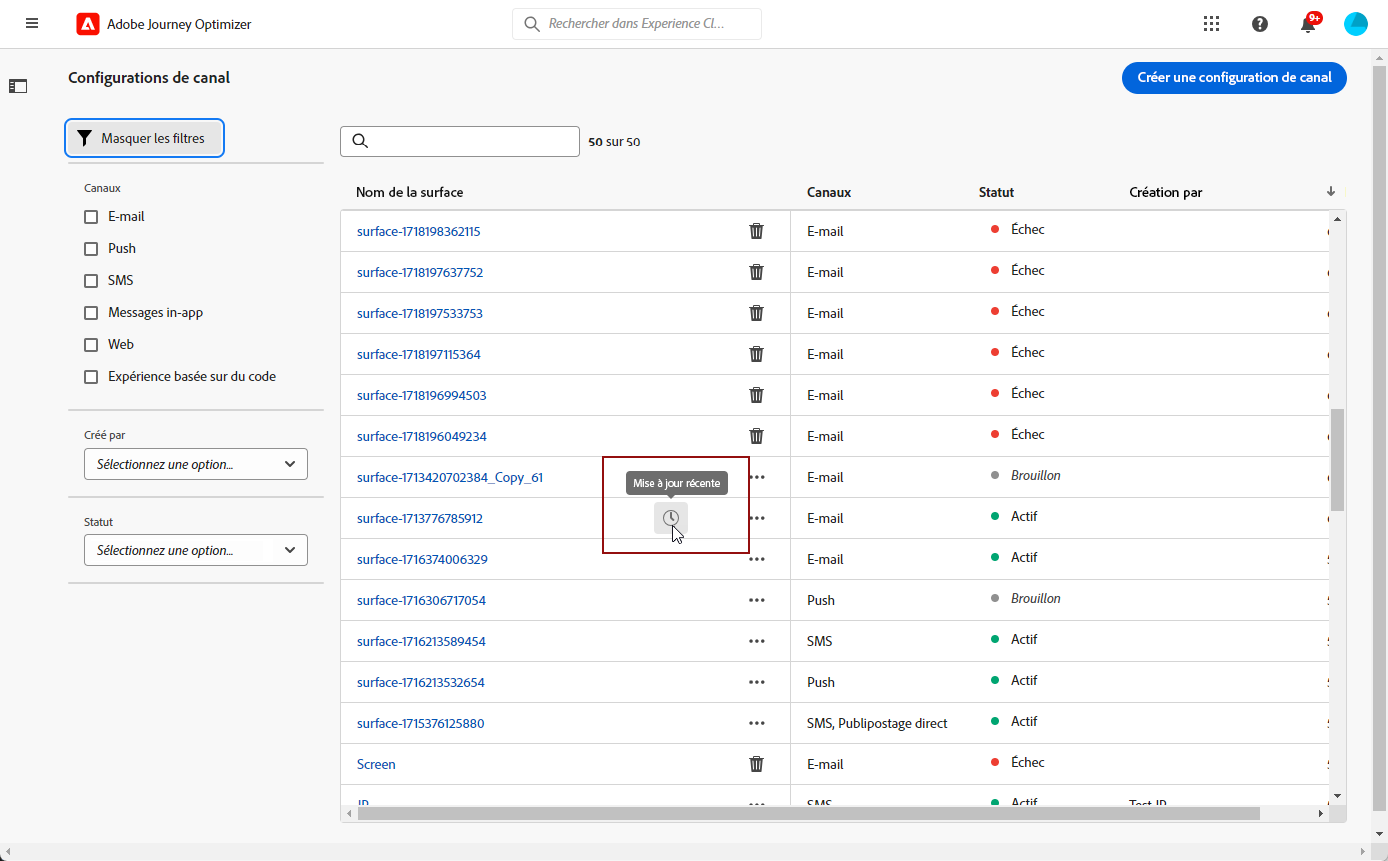 Adobe Journey Optimizer
Rechercher dans Experience Cl...
9+
Configurations de canal
Créer une configuration de canal
Masquer les filtres
50 sur 50
Canaux
E-mail
Push
SMS
Messages in-app
Web
Expérience basée sur du code
Créé par
Sélectionnez une option...
Statut
Sélectionnez une option...
Nom de la surface Canaux Statut Création par
surface-1718198362115 E-mail Échec
surface-1718197637752 E-mail Échec
surface-1718197533753 E-mail Échec
surface-1718197115364 E-mail Échec
surface-1718196994503 E-mail Échec
surface-1718196049234 E-mail Échec
surface-1713420702384_Copy_61 E-mail Brouillon
Mise à jour récente
surface-1713776785912 E-mail Actif
surface-1716374006329 E-mail Actif
surface-1716306717054 Push Brouillon
surface-1716213589454 SMS Actif
surface-1716213532654 Push Actif
surface-1715376125880 SMS, Publipostage direct Actif
Screen E-mail Échec
SMS Actif Test JP